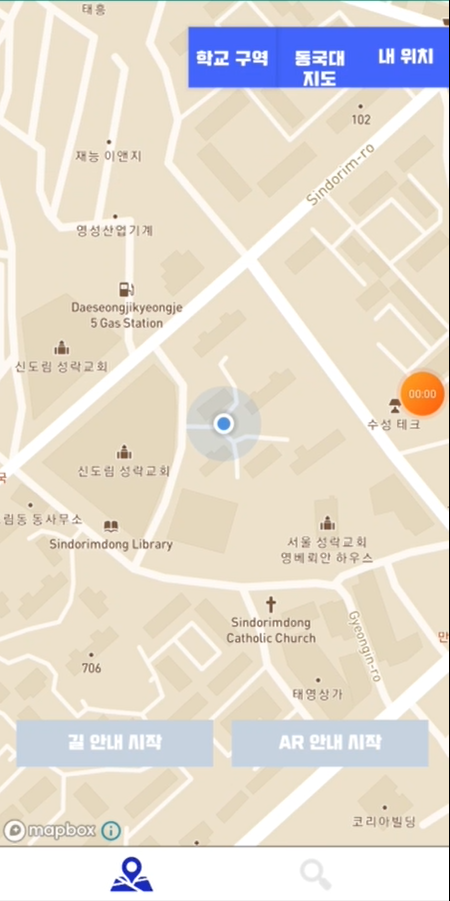 태흥
학교 구역
동국대
지도
내 위치
102
재능 이앤지
Sindorim-ro
영성산업기계
Daeseongjikyeongje
5 Gas Station
신도림 성락교회
00:00
수성 테크
신도림 성락교회
국
림동 동사무소
Sindorimdong Library
서울 성락교회
영베뢰안 하우스
Sindorimdong
Catholic Church
Gyeongin-ro
만
706
태영상가
길 안내 시작
AR 안내 시작
코리아빌딩
mapbox